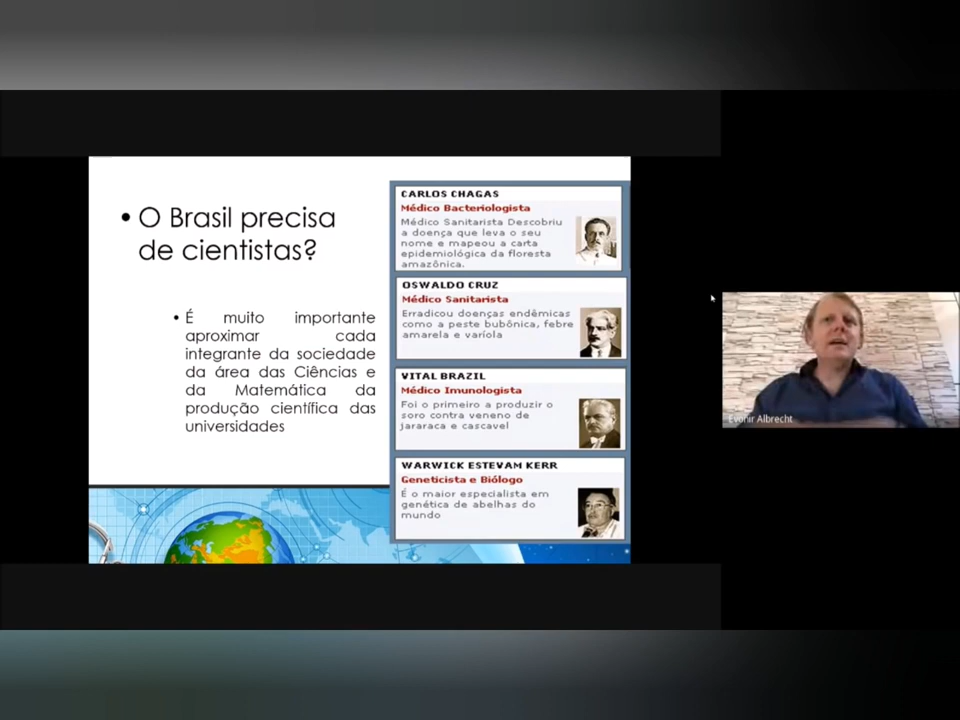 • O Brasil precisa
de cientistas?
• É muito importante
aproximar cada
integrante da sociedade
da área das Ciências e
da Matemática da
produção científica das
universidades
CARLOS CHAGAS
Médico Bacteriologista
Médico Sanitarista Descobriu
a doença que leva o seu
nome e mapeou a carta
epidemiológica da floresta
amazônica.
OSWALDO CRUZ
Médico Sanitarista
Erradicou doenças endêmicas
como a peste bubônica, febre
amarela e varíola
VITAL BRAZIL
Médico Imunologista
Foi o primeiro a produzir o
soro contra veneno de
jararaca e cascavel
WARWICK ESTEVAM KERR
Geneticista e Biólogo
É o maior especialista em
genética de abelhas do
mundo
Evonir Albrecht